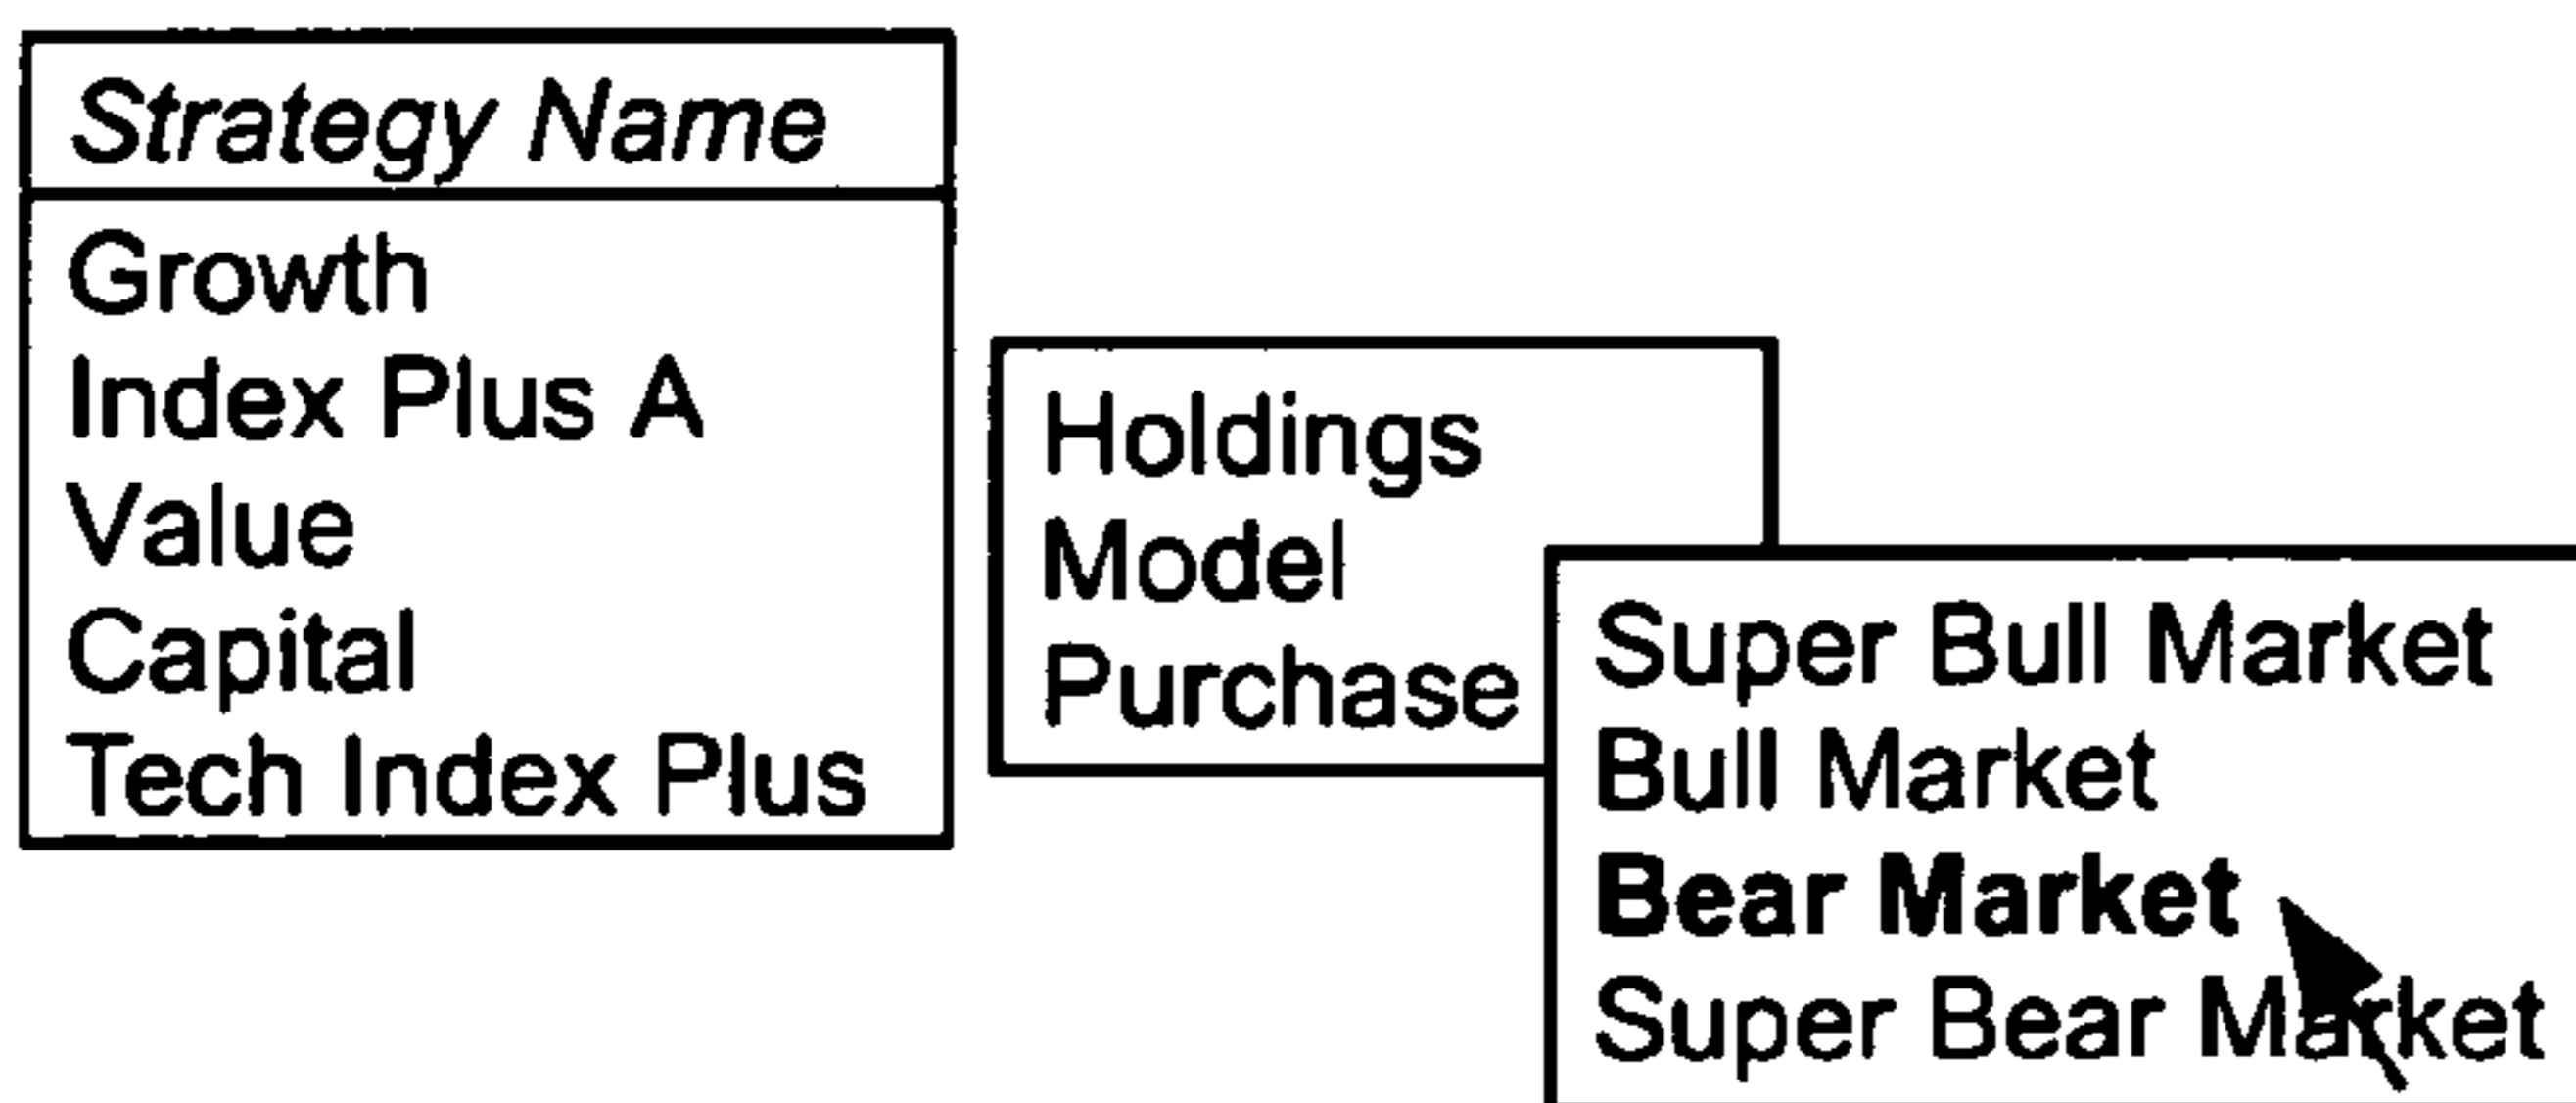 Strategy Name
Growth
Index Plus A
Value
Capital
Tech Index Plus
Holdings
Model
Purchase
Super Bull Market
Bull Market
Bear Market
Super Bear Market